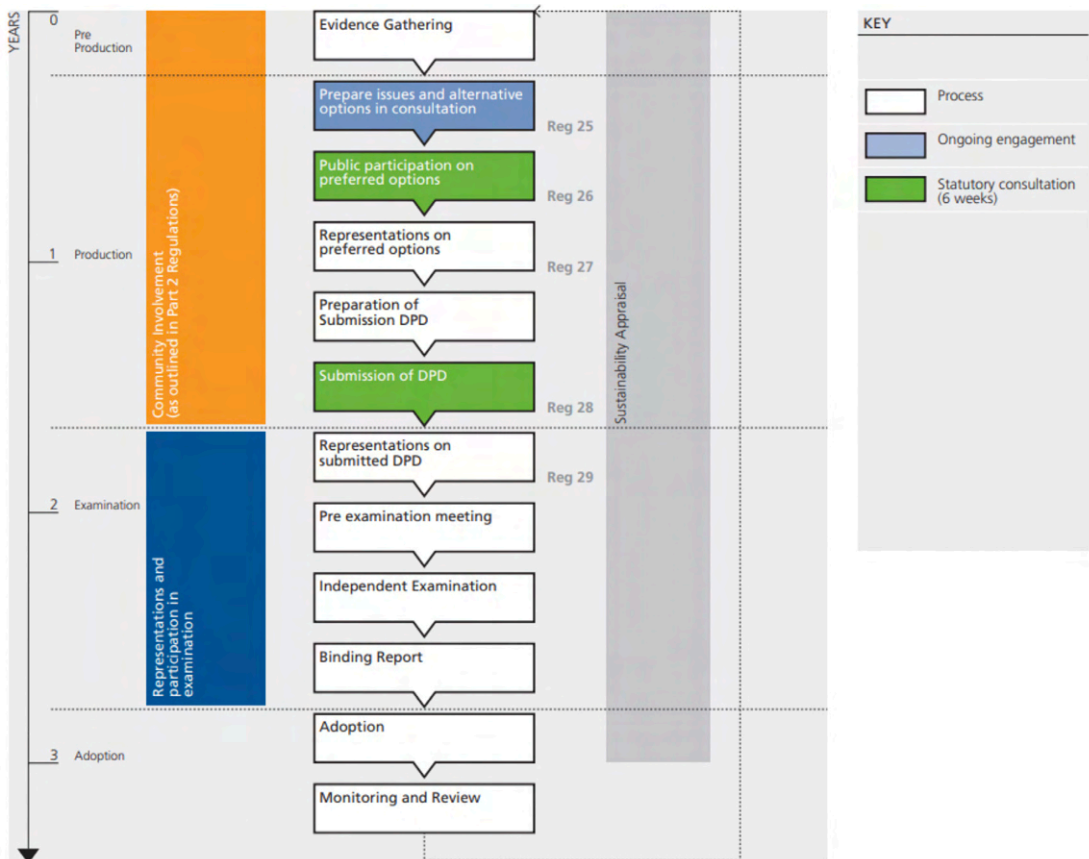 YEARS
0
Pre
Production
1
Production
2
Examination
3
Adoption
Community Involvement
(as outlined in Part 2 Regulations)
Representations and
participation in
examination
Evidence Gathering
Prepare issues and alternative
options in consultation
Reg 25
Public participation on
preferred options
Reg 26
Representations on
preferred options
Reg 27
Preparation of
Submission DPD
Submission of DPD
Reg 28
Representations on
submitted DPD
Reg 29
Pre examination meeting
Independent Examination
Binding Report
Adoption
Monitoring and Review
Sustainability Appraisal
KEY
Process
Ongoing engagement
Statutory consultation
(6 weeks)